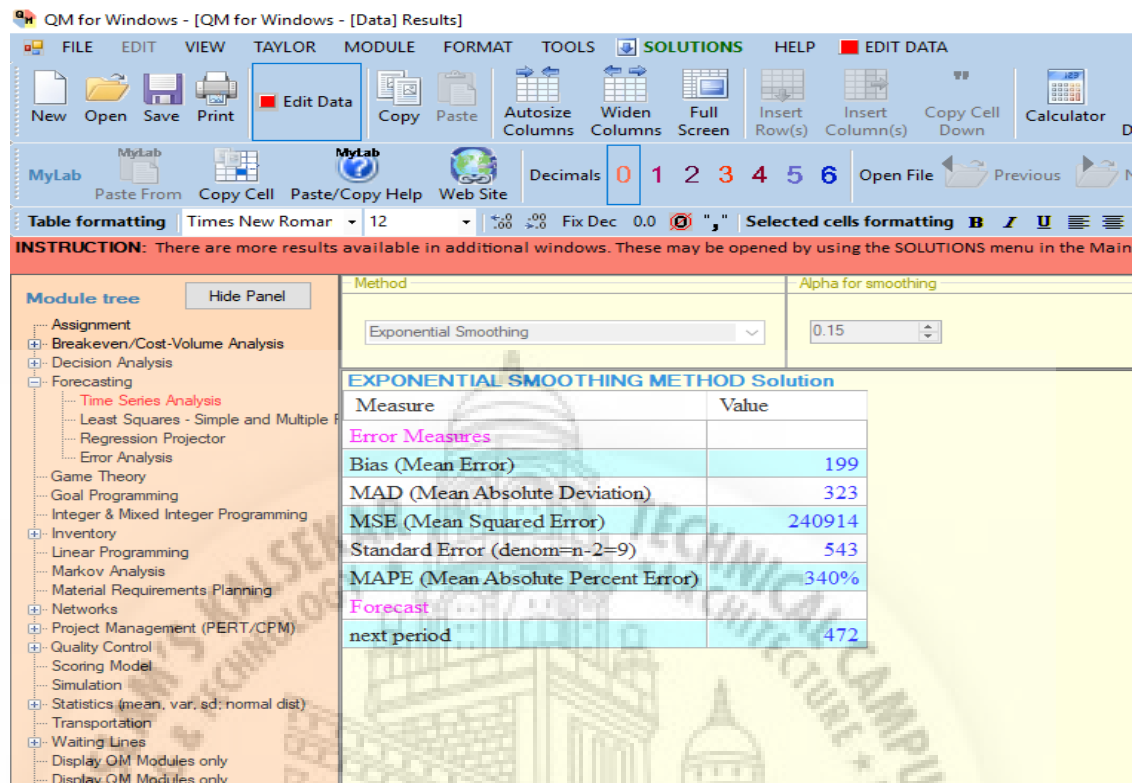 QM for Windows - [QM for Windows - [Data] Results]
FILE EDIT VIEW TAYLOR MODULE FORMAT TOOLS SOLUTIONS HELP EDIT DATA
New Open Save Print Edit Data Copy Paste Autosize Columns Widen Columns Full Screen Insert Row(s) Insert Column(s) Copy Cell Down Calculator
MyLab MyLab Paste From Copy Cell MyLab Paste/Copy Help Web Site Decimals 0 1 2 3 4 5 6 Open File Previous
Table formatting Times New Romar 12 Fix Dec 0.0 "," Selected cells formatting B I U
INSTRUCTION: There are more results available in additional windows. These may be opened by using the SOLUTIONS menu in the Main
Module tree Hide Panel
Assignment
Breakeven/Cost-Volume Analysis
Decision Analysis
Forecasting
Time Series Analysis
Least Squares - Simple and Multiple
Regression Projector
Error Analysis
Game Theory
Goal Programming
Integer & Mixed Integer Programming
Inventory
Linear Programming
Markov Analysis
Material Requirements Planning
Networks
Project Management (PERT/CPM)
Quality Control
Scoring Model
Simulation
Statistics (mean, var, sd; normal dist)
Transportation
Waiting Lines
Display OM Modules only
Display QM Modules only
Method
Exponential Smoothing
Alpha for smoothing
0.15
EXPONENTIAL SMOOTHING METHOD Solution
Measure Value
Error Measures
Bias (Mean Error) 199
MAD (Mean Absolute Deviation) 323
MSE (Mean Squared Error) 240914
Standard Error (denom=n-2=9) 543
MAPE (Mean Absolute Percent Error) 340%
Forecast
next period 472
KALSEKAR TECHNICAL CAMPU
& TECHNOLOGY